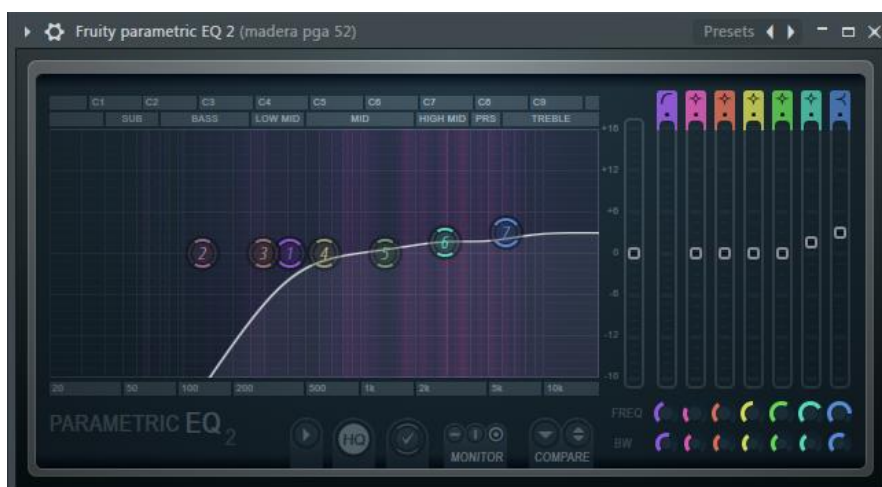 Fruity parametric EQ 2 (madera pga 52) Presets
C1 C2 C3 C4 C5 C6 C7 C8 C9
SUB BASS LOW MID MID HIGH MID PRS TREBLE
+18
+12
+6
2 3 1 4 5 6 7 0
-6
-12
-18
20 50 100 200 500 1k 2k 5k 10k
FREQ
PARAMETRIC EQ 2
HQ
BW
MONITOR COMPARE